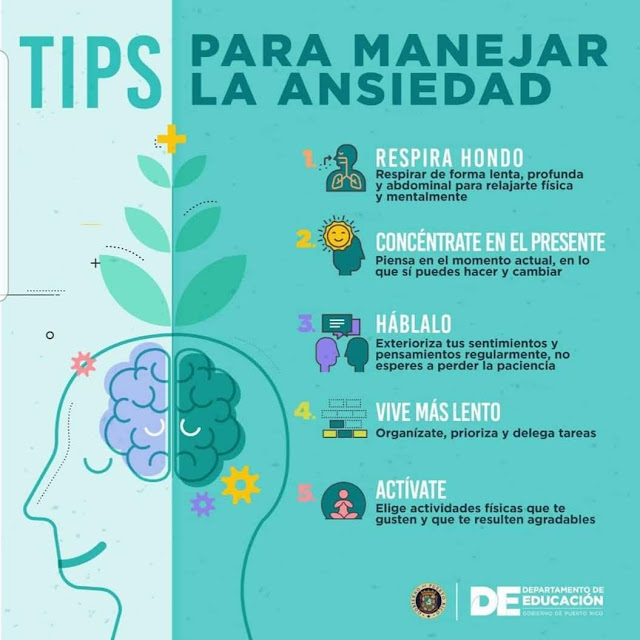 TIPS PARA MANEJAR
LA ANSIEDAD
1. RESPIRA HONDO
Respirar de forma lenta, profunda
y abdominal para relajarte física
y mentalmente
2. CONCÉNTRATE EN EL PRESENTE
Piensa en el momento actual, en lo
que sí puedes hacer y cambiar
3. HÁBLALO
Exterioriza tus sentimientos y
pensamientos regularmente, no
esperes a perder la paciencia
4. VIVE MÁS LENTO
Organízate, prioriza y delega tareas
5. ACTÍVATE
Elige actividades físicas que te
gusten y que te resulten agradables
DE DEPARTAMENTO DE
EDUCACIÓN
GOBIERNO DE PUERTO RICO